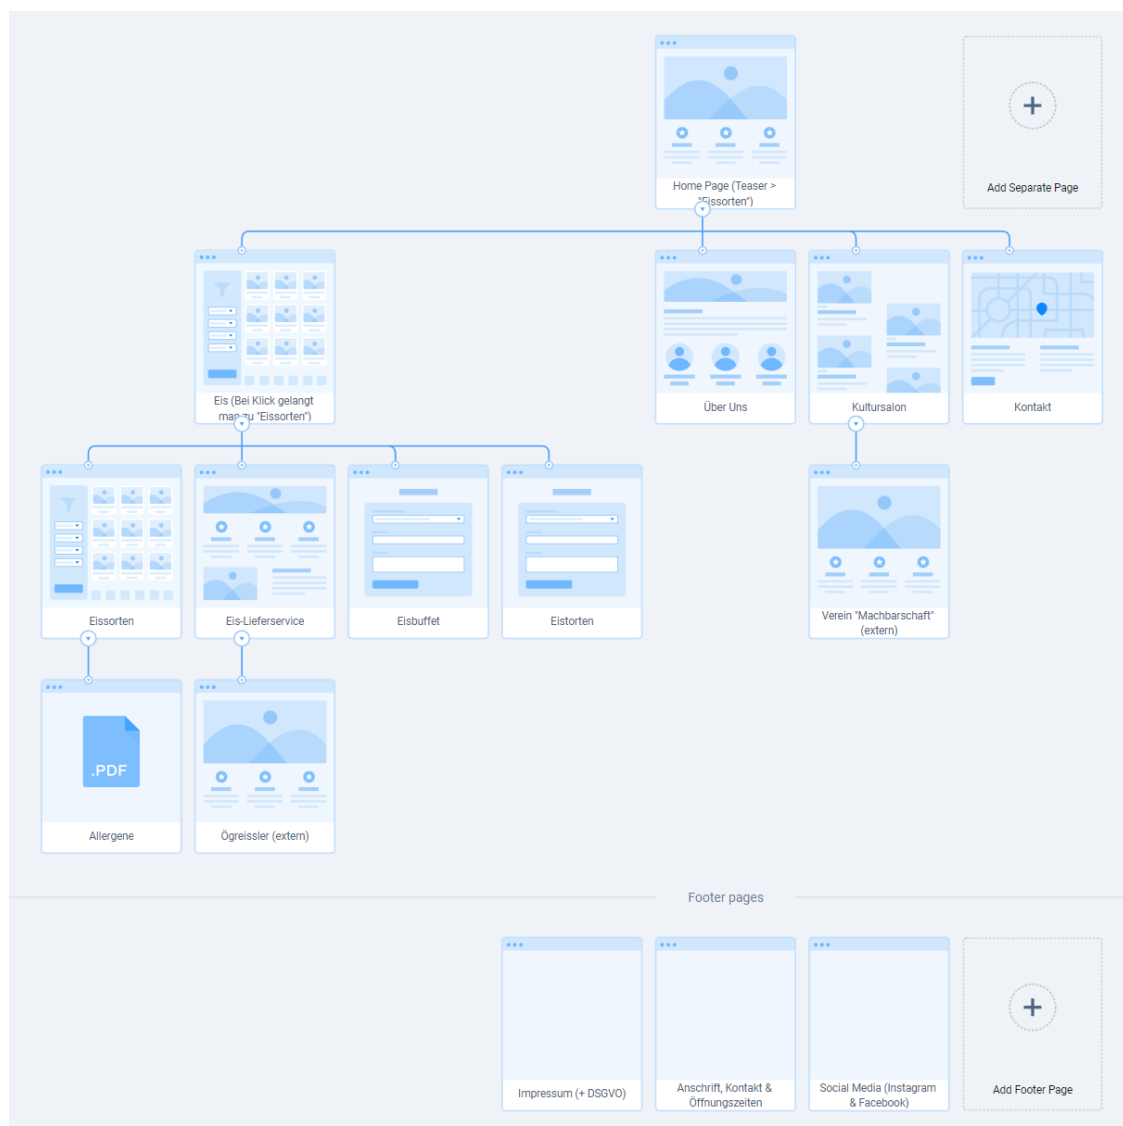 Home Page (Teaser >
"Eissorten")
Add Separate Page
Eis (Bei Klick gelangt
man zu "Eissorten")
Über Uns
Kultursalon
Kontakt
Eissorten
Eis-Lieferservice
Eisbuffet
Eistorten
Verein "Machbarschaft"
(extern)
.PDF
Allergene
Ögreissler (extern)
Footer pages
Impressum (+ DSGVO)
Anschrift, Kontakt &
Öffnungszeiten
Social Media (Instagram
& Facebook)
Add Footer Page